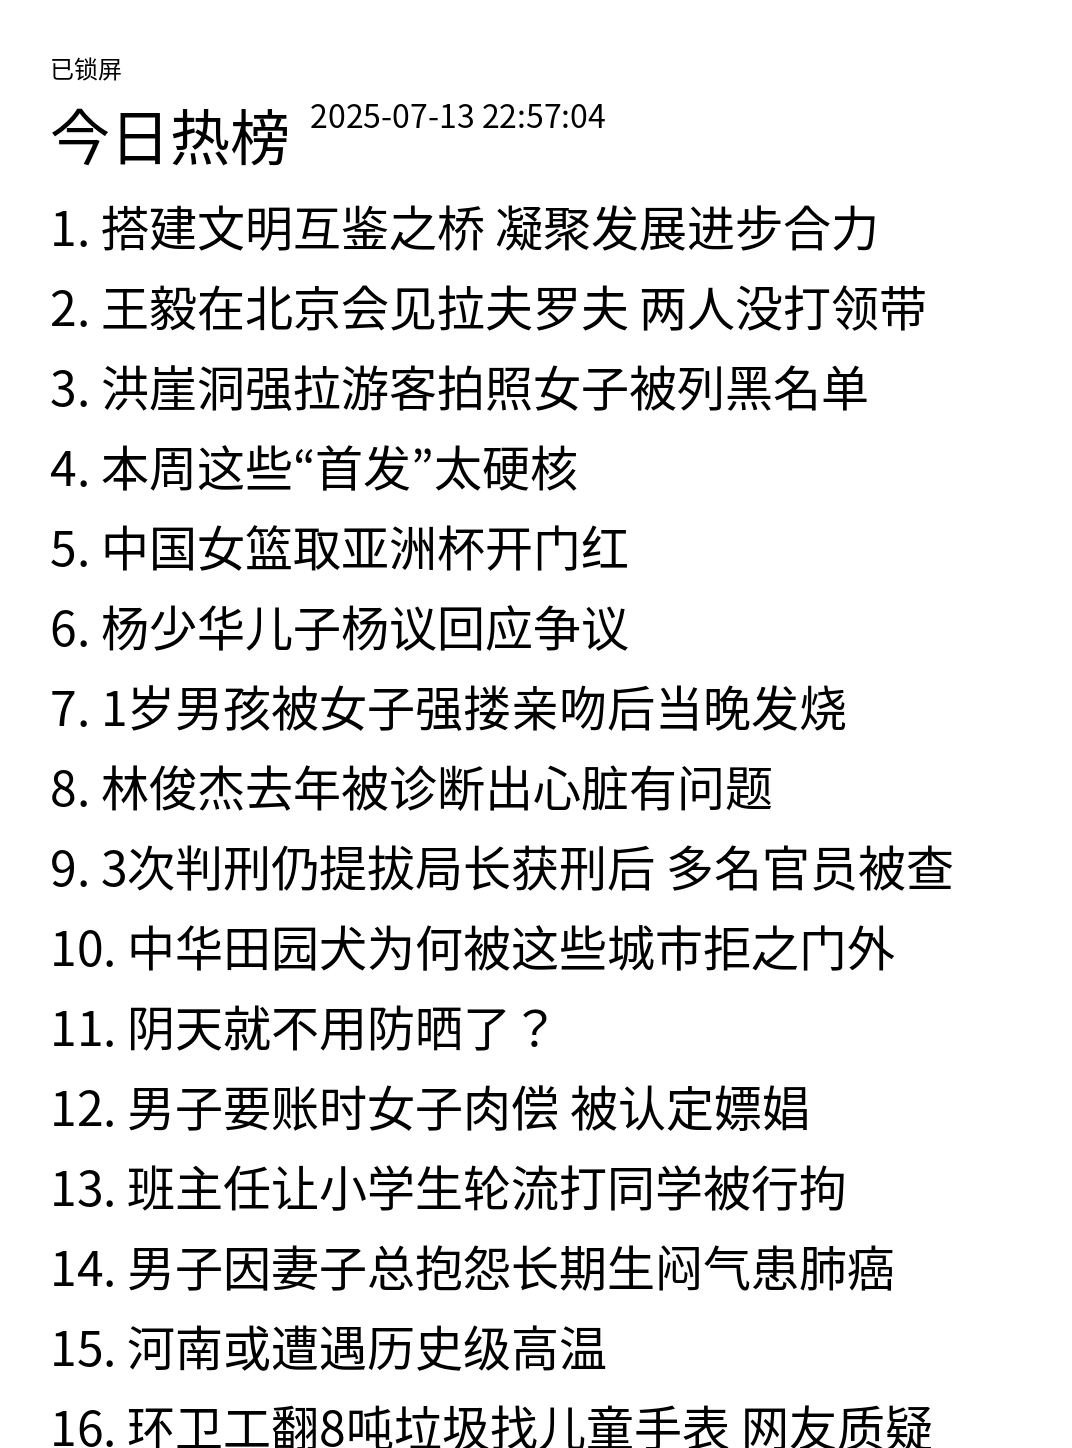 已锁屏
今日热榜 2025-07-13 22:57:04
1. 搭建文明互鉴之桥 凝聚发展进步合力
2. 王毅在北京会见拉夫罗夫 两人没打领带
3. 洪崖洞强拉游客拍照女子被列黑名单
4. 本周这些“首发”太硬核
5. 中国女篮取亚洲杯开门红
6. 杨少华儿子杨议回应争议
7. 1岁男孩被女子强搂亲吻后当晚发烧
8. 林俊杰去年被诊断出心脏有问题
9. 3次判刑仍提拔局长获刑后 多名官员被查
10. 中华田园犬为何被这些城市拒之门外
11. 阴天就不用防晒了？
12. 男子要账时女子肉偿 被认定嫖娼
13. 班主任让小学生轮流打同学被行拘
14. 男子因妻子总抱怨长期生闷气患肺癌
15. 河南或遭遇历史级高温
16. 环卫工翻8吨垃圾找儿童手表 网友质疑